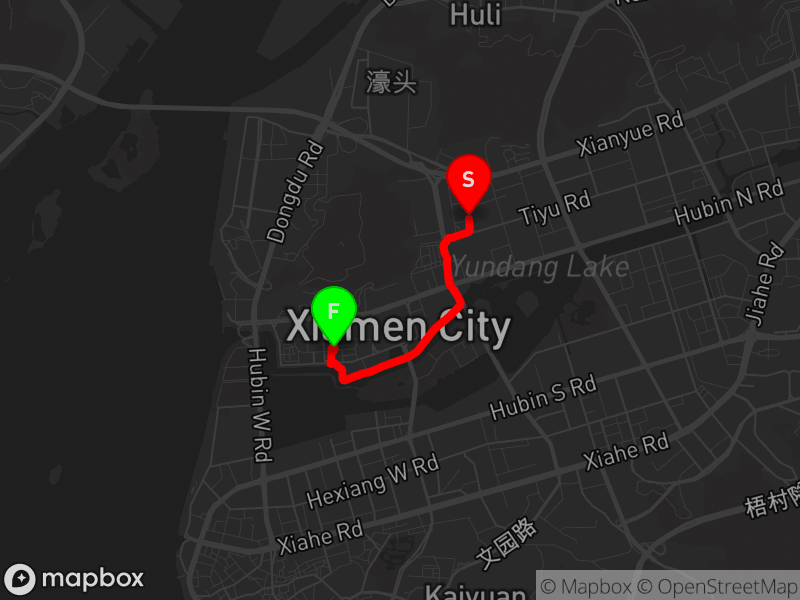 Huli
濠头
Xianyue Rd
Dongdu Rd
S
Tiyu Rd
Hubin N Rd
Yundang Lake
Jiahe Rd
F
Xiamen City
Hubin W Rd
Hubin S Rd
Xiahe Rd
Hexiang W Rd
梧村隧
Xiahe Rd
文园路
Kaiyuan
mapbox
© Mapbox © OpenStreetMap